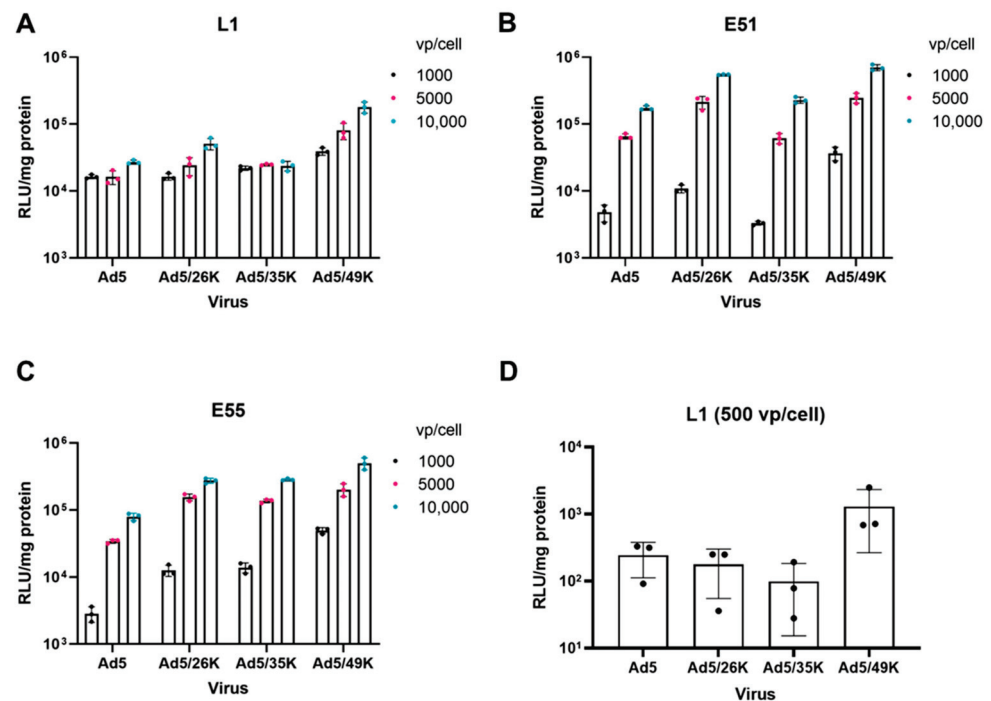 A
L1
RLU/mg protein
10⁶
10⁵
10⁴
10³
Ad5 Ad5/26K Ad5/35K Ad5/49K
Virus
vp/cell
1000
5000
10,000
B
E51
RLU/mg protein
10⁶
10⁵
10⁴
10³
Ad5 Ad5/26K Ad5/35K Ad5/49K
Virus
vp/cell
1000
5000
10,000
C
E55
RLU/mg protein
10⁶
10⁵
10⁴
10³
Ad5 Ad5/26K Ad5/35K Ad5/49K
Virus
vp/cell
1000
5000
10,000
D
L1 (500 vp/cell)
RLU/mg protein
10⁴
10³
10²
10¹
Ad5 Ad5/26K Ad5/35K Ad5/49K
Virus